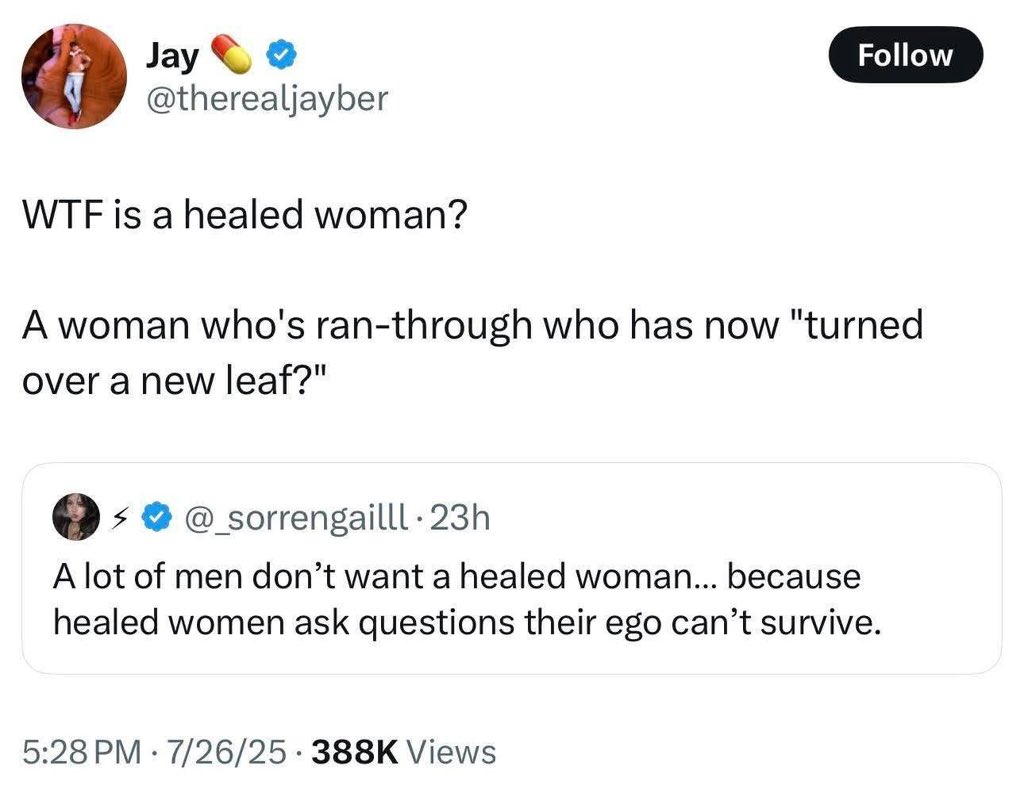 Jay 💊
Follow
@therealjayber
WTF is a healed woman?
A woman who's ran-through who has now "turned
over a new leaf?"
⚡ @_sorrengailll · 23h
A lot of men don’t want a healed woman... because
healed women ask questions their ego can’t survive.
5:28 PM · 7/26/25 · 388K Views